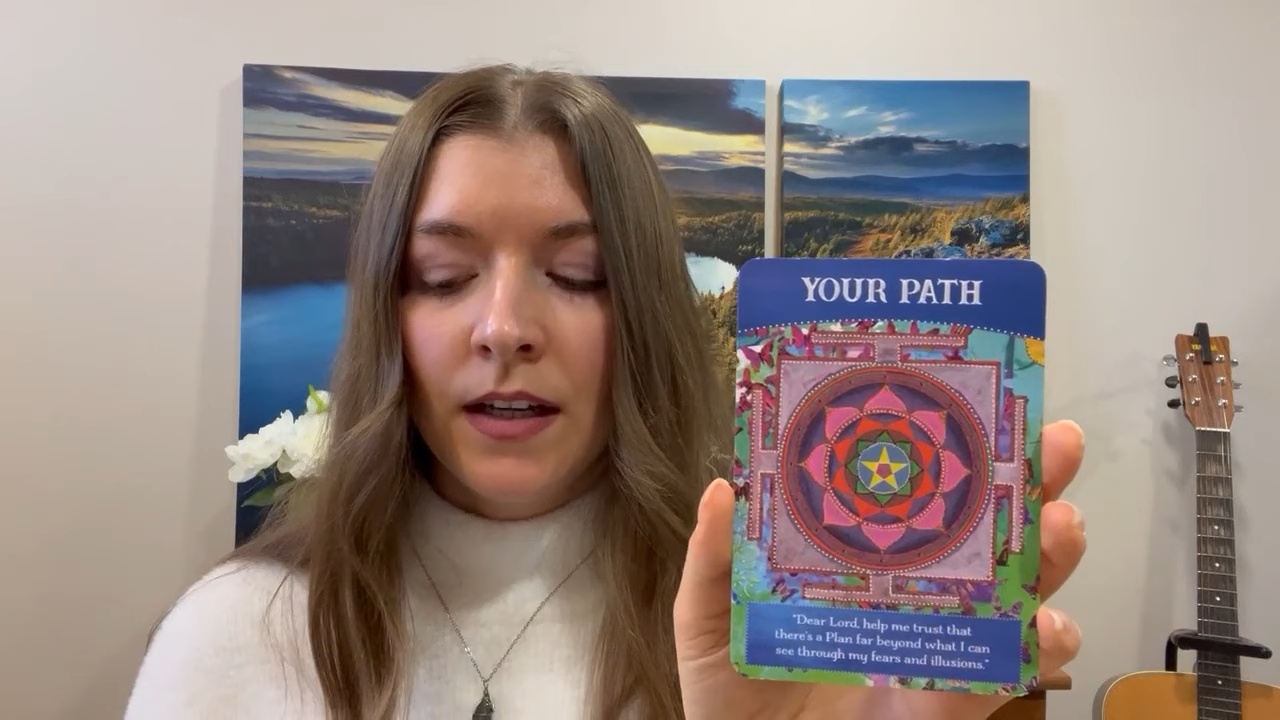 YOUR PATH
"Dear Lord, help me trust that
there's a Plan far beyond what I can
see through my fears and illusions."
YAMAHA